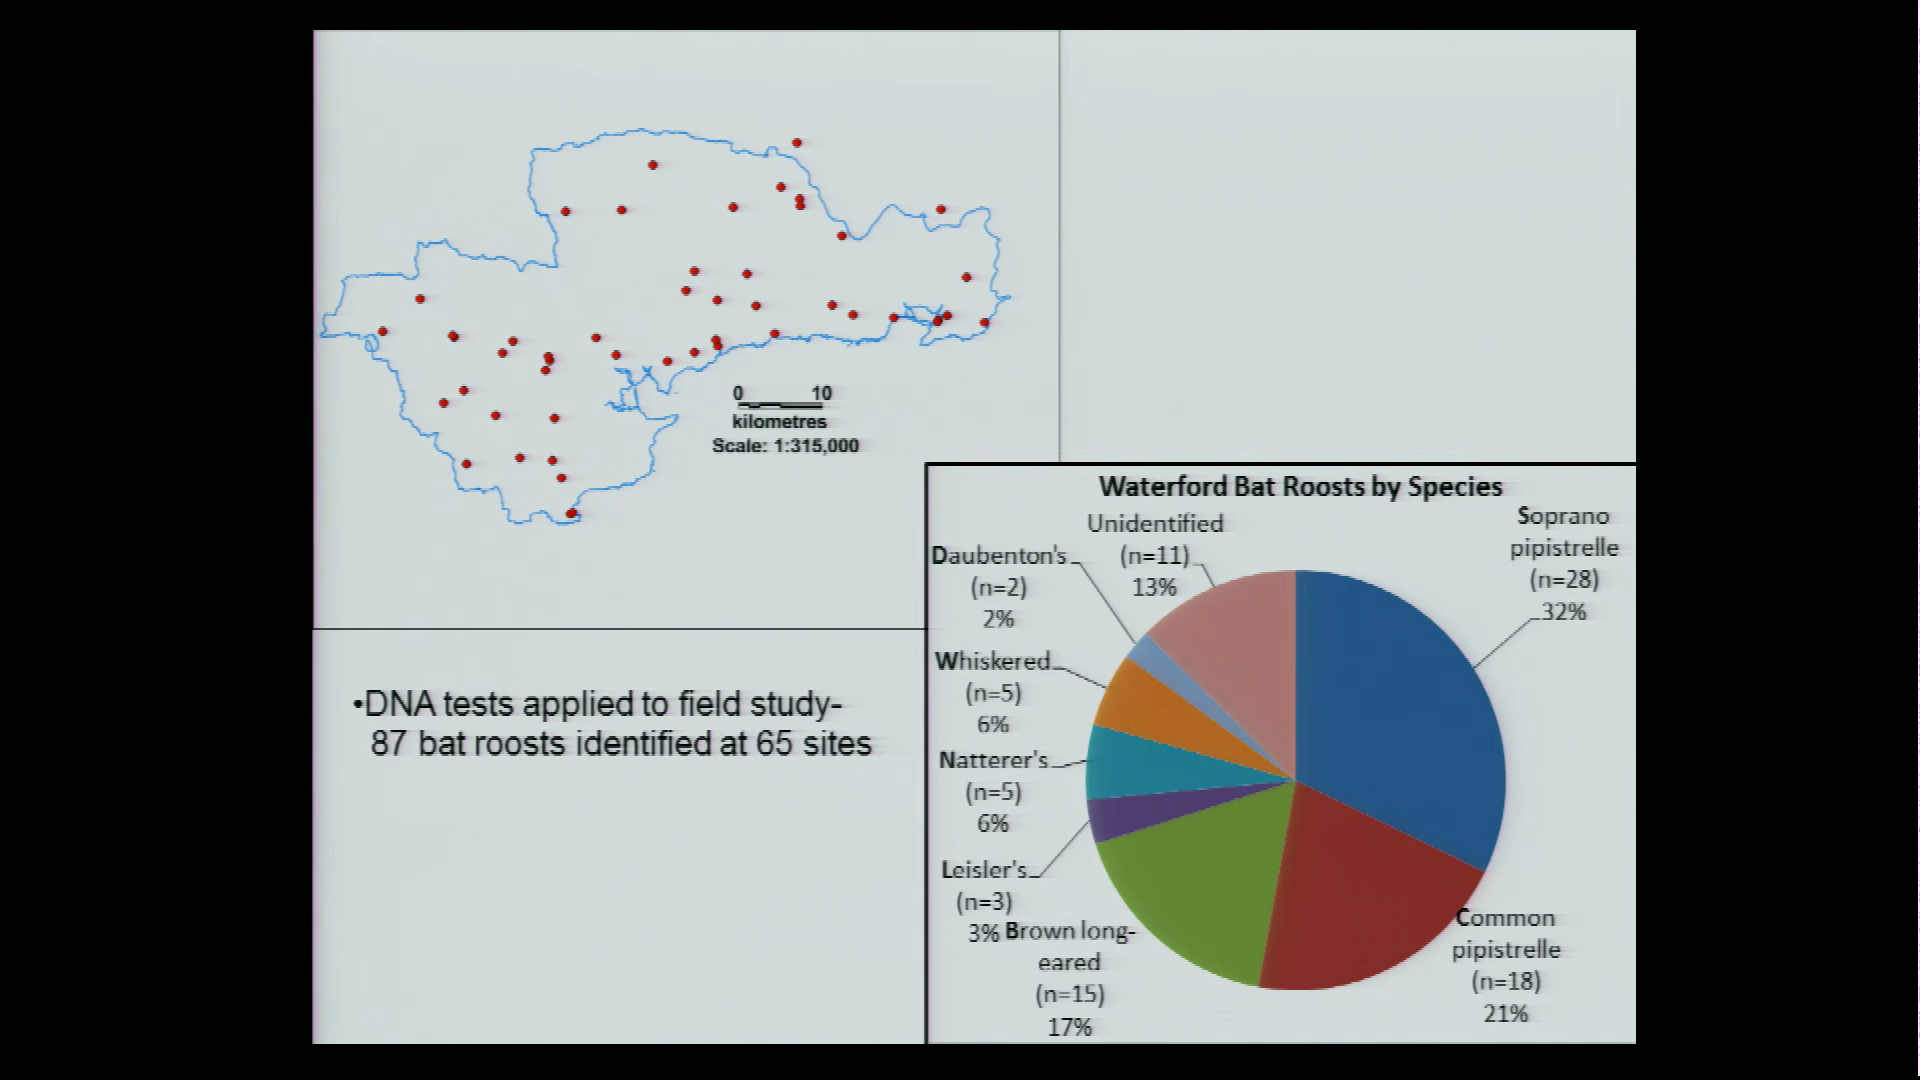 0 10
kilometres
Scale: 1:315,000
•DNA tests applied to field study-
87 bat roosts identified at 65 sites
Waterford Bat Roosts by Species
Soprano
pipistrelle
(n=28)
32%
Common
pipistrelle
(n=18)
21%
Brown long-
eared
(n=15)
17%
Leisler's
(n=3)
3%
Natterer's
(n=5)
6%
Whiskered
(n=5)
6%
Daubenton's
(n=2)
2%
Unidentified
(n=11)
13%